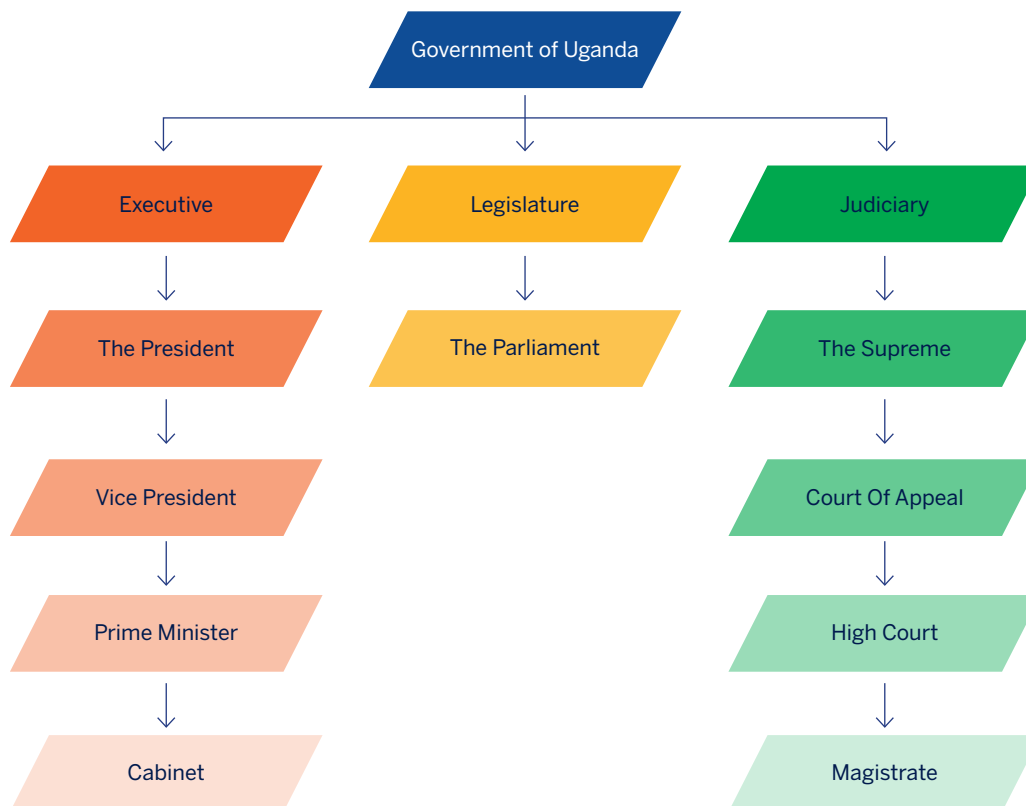 Government of Uganda
Executive
Legislature
Judiciary
The President
The Parliament
The Supreme
Vice President
Court Of Appeal
Prime Minister
High Court
Cabinet
Magistrate